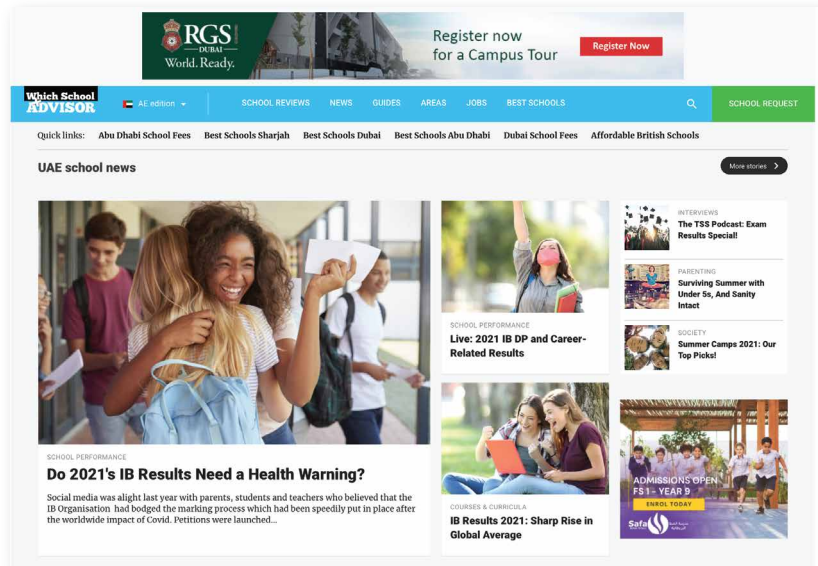 RGS
DUBAI
World. Ready.
Register now
for a Campus Tour
Register Now
Which School
ADVISOR
AE edition
SCHOOL REVIEWS
NEWS
GUIDES
AREAS
JOBS
BEST SCHOOLS
SCHOOL REQUEST
Quick links: Abu Dhabi School Fees Best Schools Sharjah Best Schools Dubai Best Schools Abu Dhabi Dubai School Fees Affordable British Schools
UAE school news
More stories
SCHOOL PERFORMANCE
Do 2021's IB Results Need a Health Warning?
Social media was alight last year with parents, students and teachers who believed that the
IB Organisation had bodged the marking process which had been speedily put in place after
the worldwide impact of Covid. Petitions were launched...
SCHOOL PERFORMANCE
Live: 2021 IB DP and Career-
Related Results
COURSES & CURRICULA
IB Results 2021: Sharp Rise in
Global Average
INTERVIEWS
The TSS Podcast: Exam
Results Special!
PARENTING
Surviving Summer with
Under 5s, And Sanity
Intact
SOCIETY
Summer Camps 2021: Our
Top Picks!
ADMISSIONS OPEN
FS1 - YEAR 9
ENROL TODAY
Safa